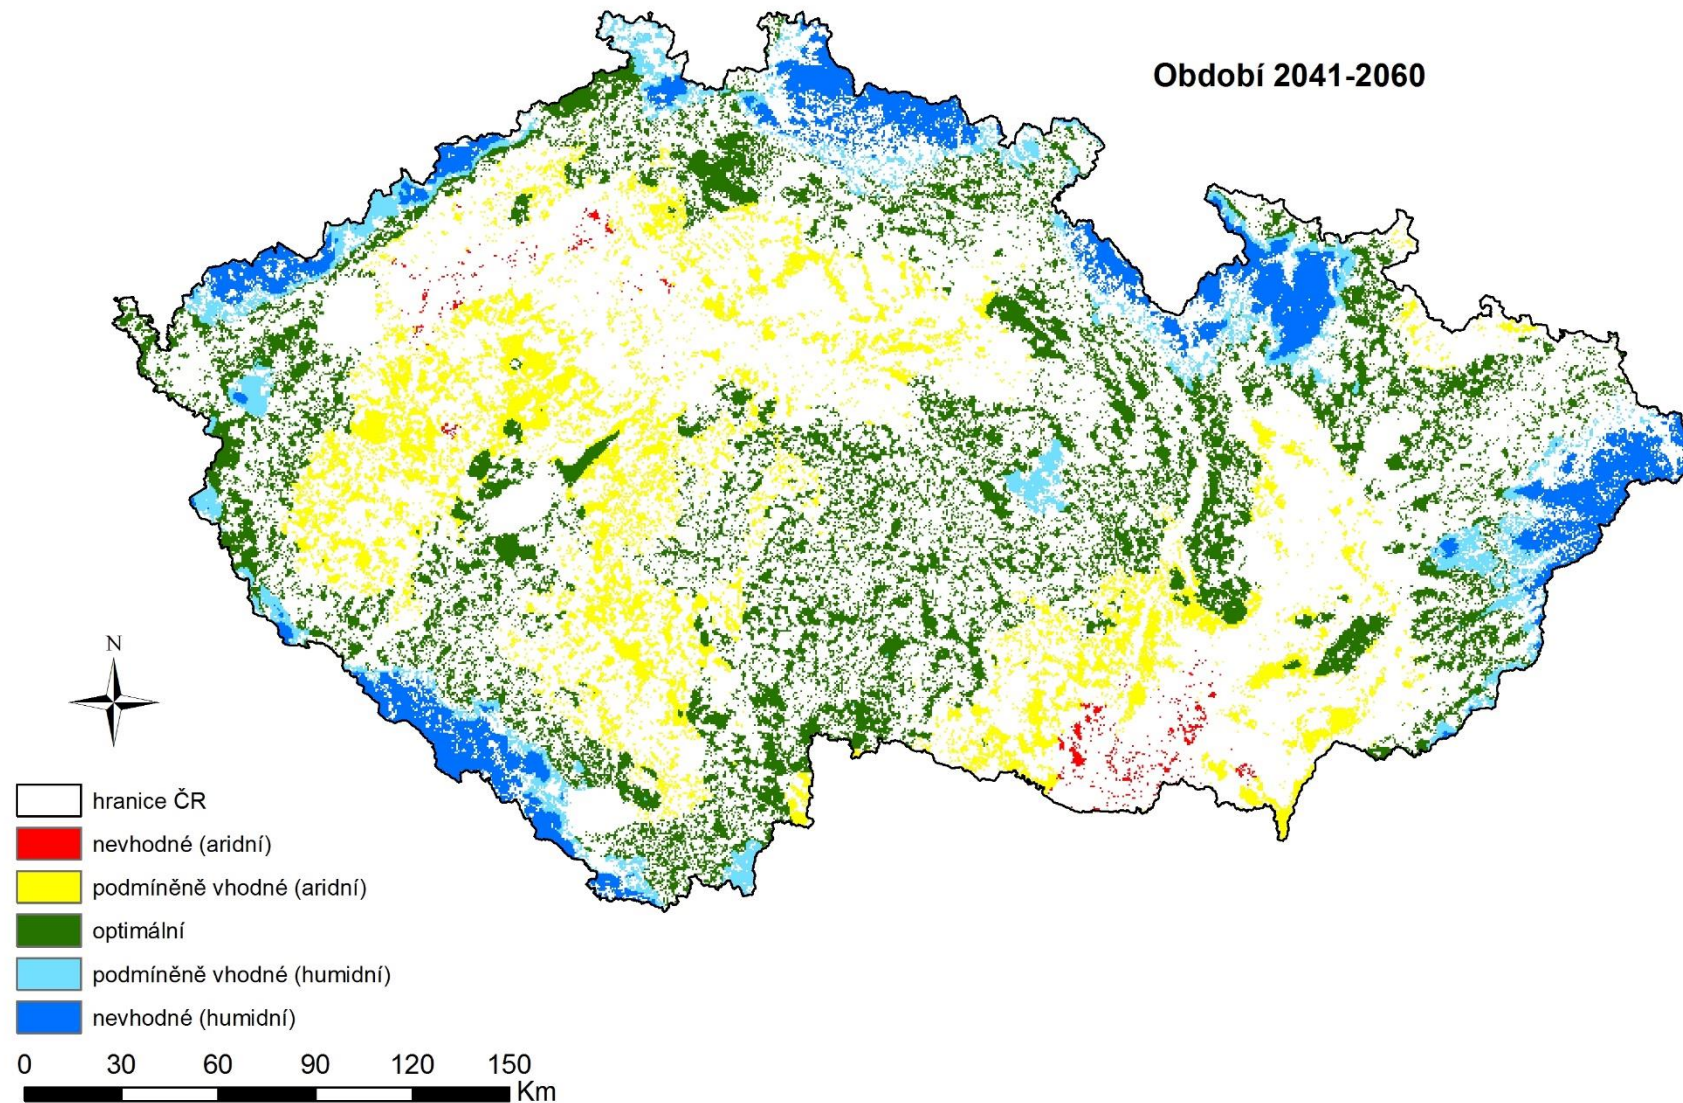 Období 2041-2060
N
hranice ČR
nevhodné (aridní)
podmíněně vhodné (aridní)
optimální
podmíněně vhodné (humidní)
nevhodné (humidní)
0 30 60 90 120 150
Km